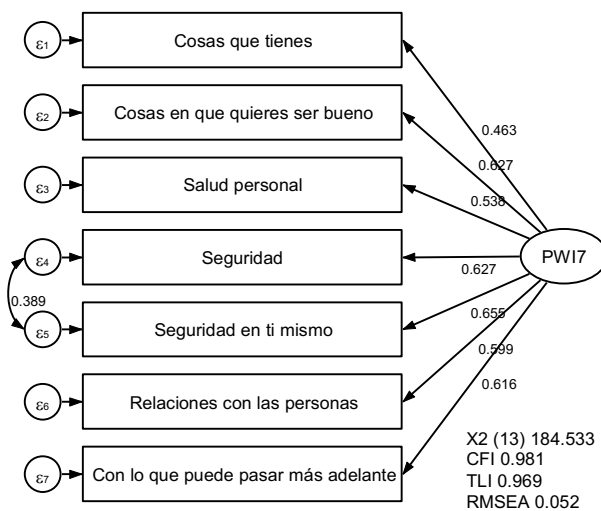 ε1
Cosas que tienes
0.463
ε2
Cosas en que quieres ser bueno
0.627
ε3
Salud personal
0.538
ε4
Seguridad
0.627
PWI7
0.389
ε5
Seguridad en ti mismo
0.655
0.599
ε6
Relaciones con las personas
0.616
ε7
Con lo que puede pasar más adelante
X2 (13) 184.533
CFI 0.981
TLI 0.969
RMSEA 0.052